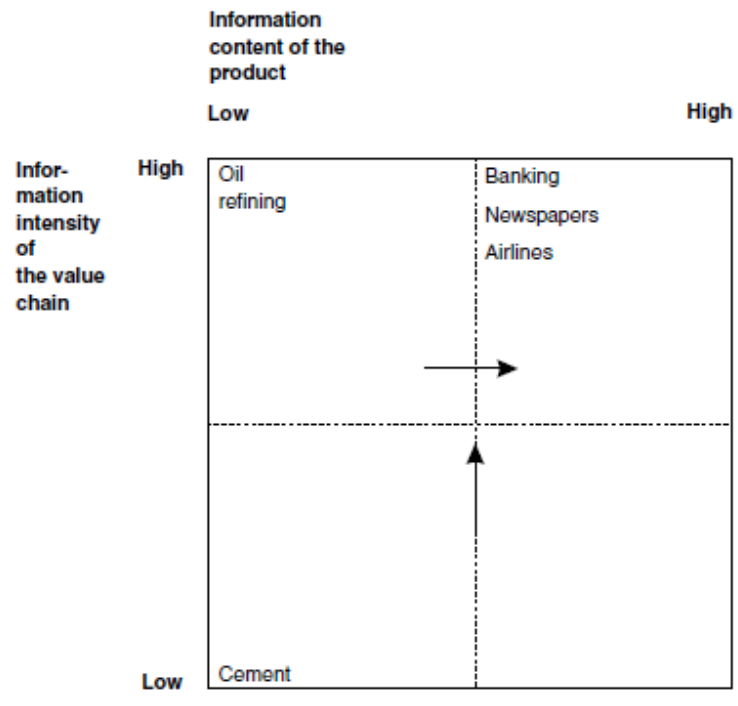 Information
content of the
product
Low
High
Infor-
mation
intensity
of
the value
chain
High
Oil
refining
Banking
Newspapers
Airlines
Low
Cement